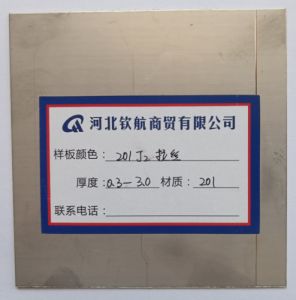 河北钦航商贸有限公司
样板颜色：201 J2 拉丝
厚度：0.3-3.0 材质：201
联系电话：